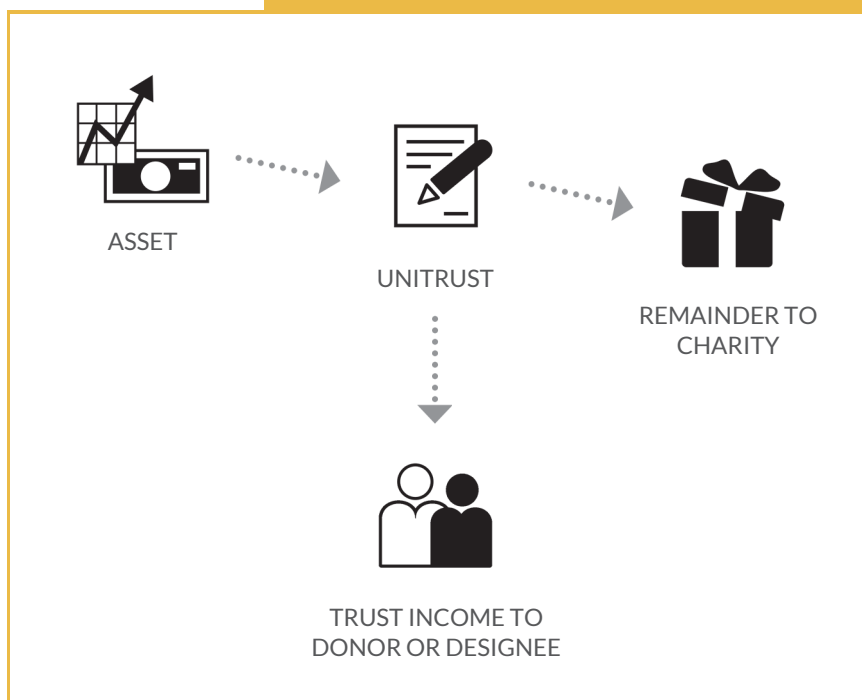 ASSET
UNITRUST
REMAINDER TO
CHARITY
TRUST INCOME TO
DONOR OR DESIGNEE